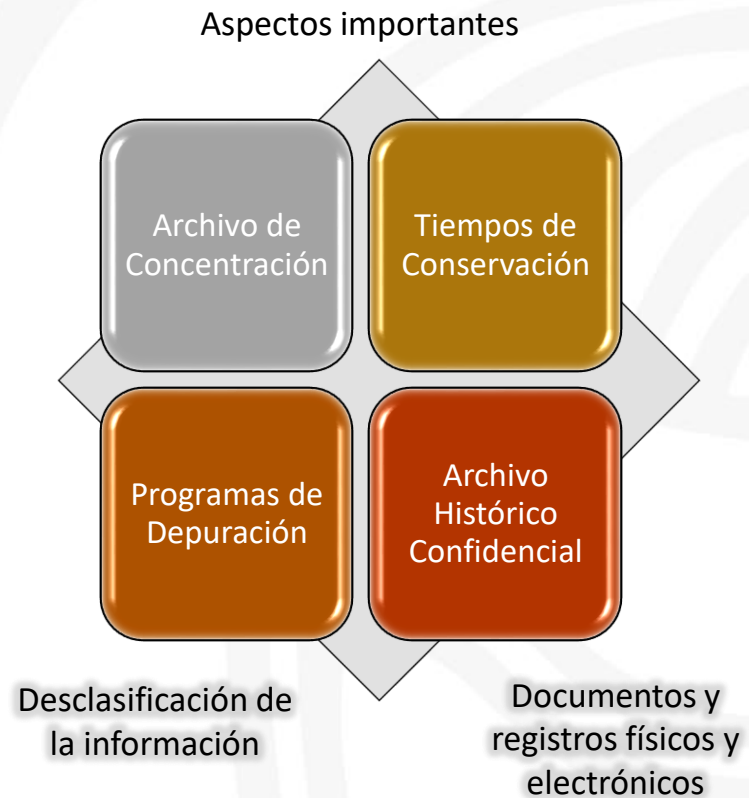 Aspectos importantes
Archivo de
Concentración
Tiempos de
Conservación
Programas de
Depuración
Archivo
Histórico
Confidencial
Desclasificación de
la información
Documentos y
registros físicos y
electrónicos